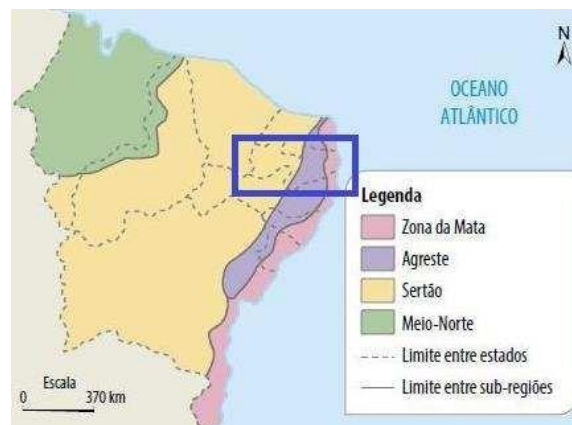 N
OCEANO
ATLÂNTICO
Legenda
Zona da Mata
Agreste
Sertão
Meio-Norte
Limite entre estados
Limite entre sub-regiões
Escala
0 370 km